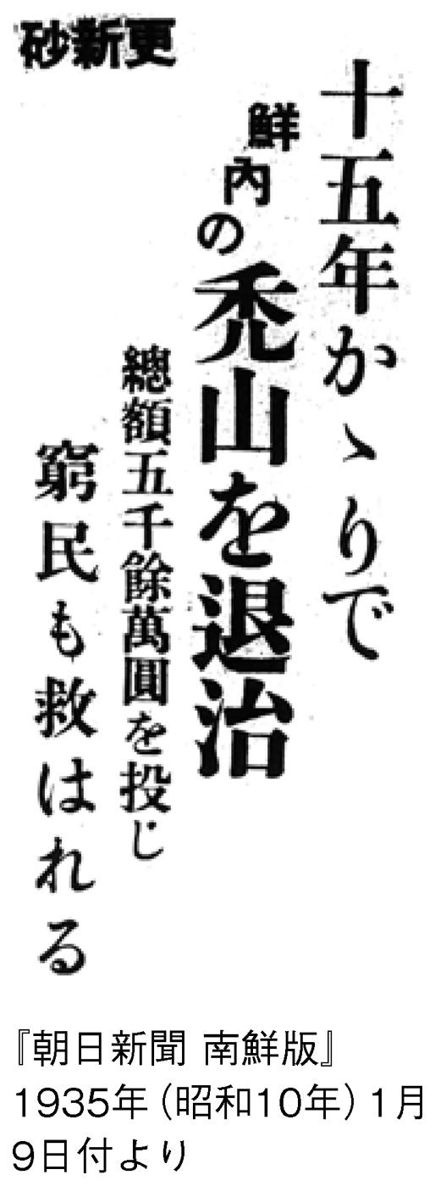 更新砂
十五年かゝりで
鮮內の禿山を退治
總額五千餘萬圓を投じ
窮民も救はれる
『朝日新聞 南鮮版』
1935年（昭和10年）1月
9日付より